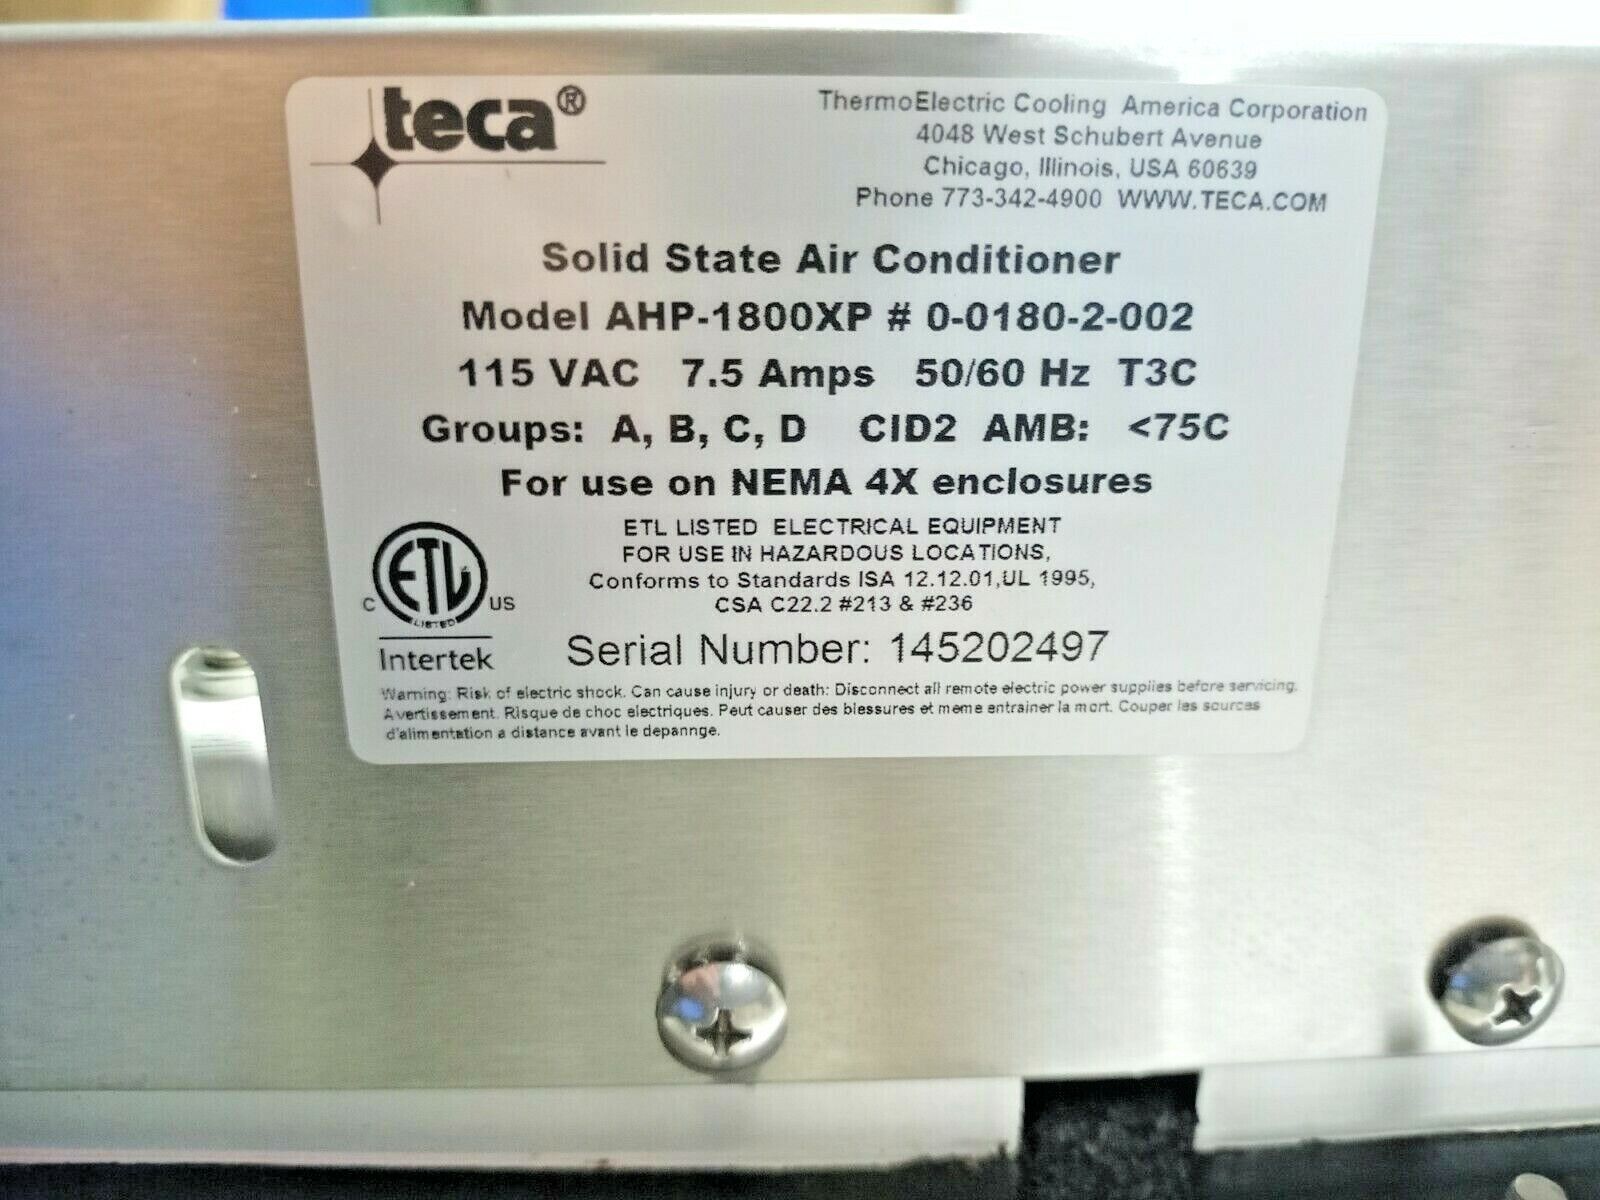 teca®
ThermoElectric Cooling America Corporation
4048 West Schubert Avenue
Chicago, Illinois, USA 60639
Phone 773-342-4900 WWW.TECA.COM
Solid State Air Conditioner
Model AHP-1800XP # 0-0180-2-002
115 VAC 7.5 Amps 50/60 Hz T3C
Groups: A, B, C, D CID2 AMB: <75C
For use on NEMA 4X enclosures
ETL LISTED ELECTRICAL EQUIPMENT
FOR USE IN HAZARDOUS LOCATIONS,
Conforms to Standards ISA 12.12.01,UL 1995,
CSA C22.2 #213 & #236
C ETL US
LISTED
Intertek
Serial Number: 145202497
Warning: Risk of electric shock. Can cause injury or death: Disconnect all remote electric power supplies before servicing.
Avertissement. Risque de choc electriques. Peut causer des blessures et meme entrainer la mort. Couper les sources
d'alimentation a distance avant le depannge.